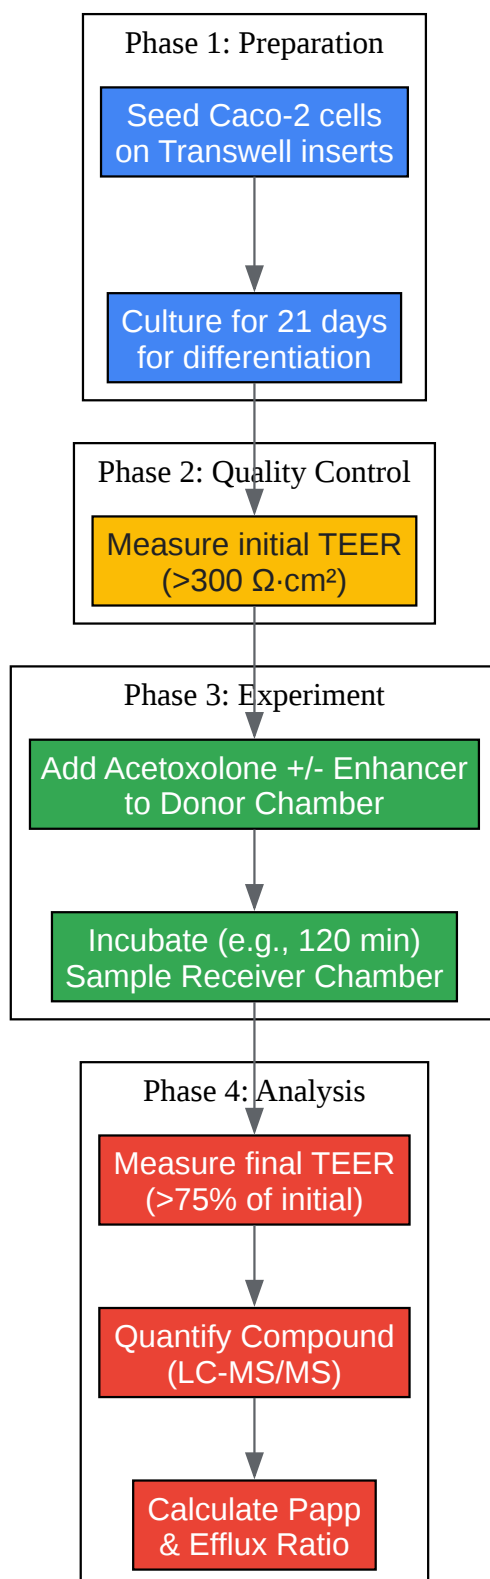 Phase 1: Preparation
Seed Caco-2 cells
on Transwell inserts
Culture for 21 days
for differentiation
Phase 2: Quality Control
Measure initial TEER
(>300 Ω·cm²)
Phase 3: Experiment
Add Acetoxolone +/- Enhancer
to Donor Chamber
Incubate (e.g., 120 min)
Sample Receiver Chamber
Phase 4: Analysis
Measure final TEER
(>75% of initial)
Quantify Compound
(LC-MS/MS)
Calculate Papp
& Efflux Ratio